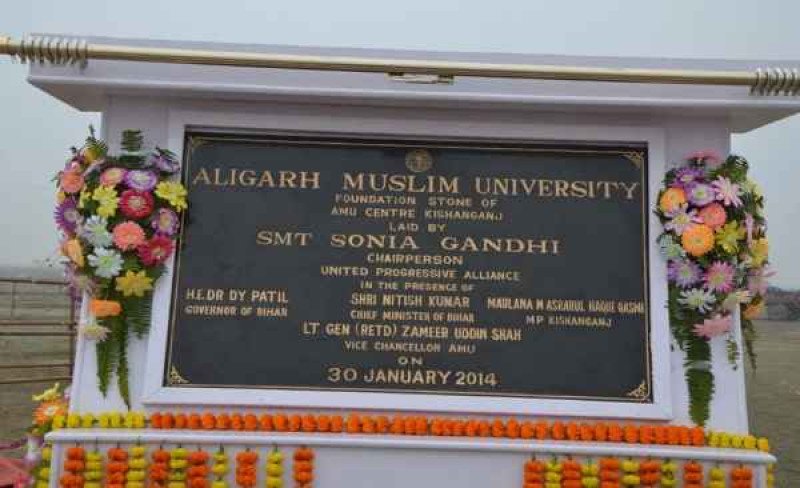 ALIGARH MUSLIM UNIVERSITY
FOUNDATION STONE OF
AMU CENTRE KISHANGANJ
LAID BY
SMT SONIA GANDHI
CHAIRPERSON
UNITED PROGRESSIVE ALLIANCE
IN THE PRESENCE OF
H.E.DR DY PATIL SHRI NITISH KUMAR MAULANA M ASRARUL HAQUE QASMI
GOVERNOR OF BIHAR CHIEF MINISTER OF BIHAR M P KISHANGANJ
LT GEN (RETD) ZAMEER UDDIN SHAH
VICE CHANCELLOR AMU
ON
30 JANUARY 2014